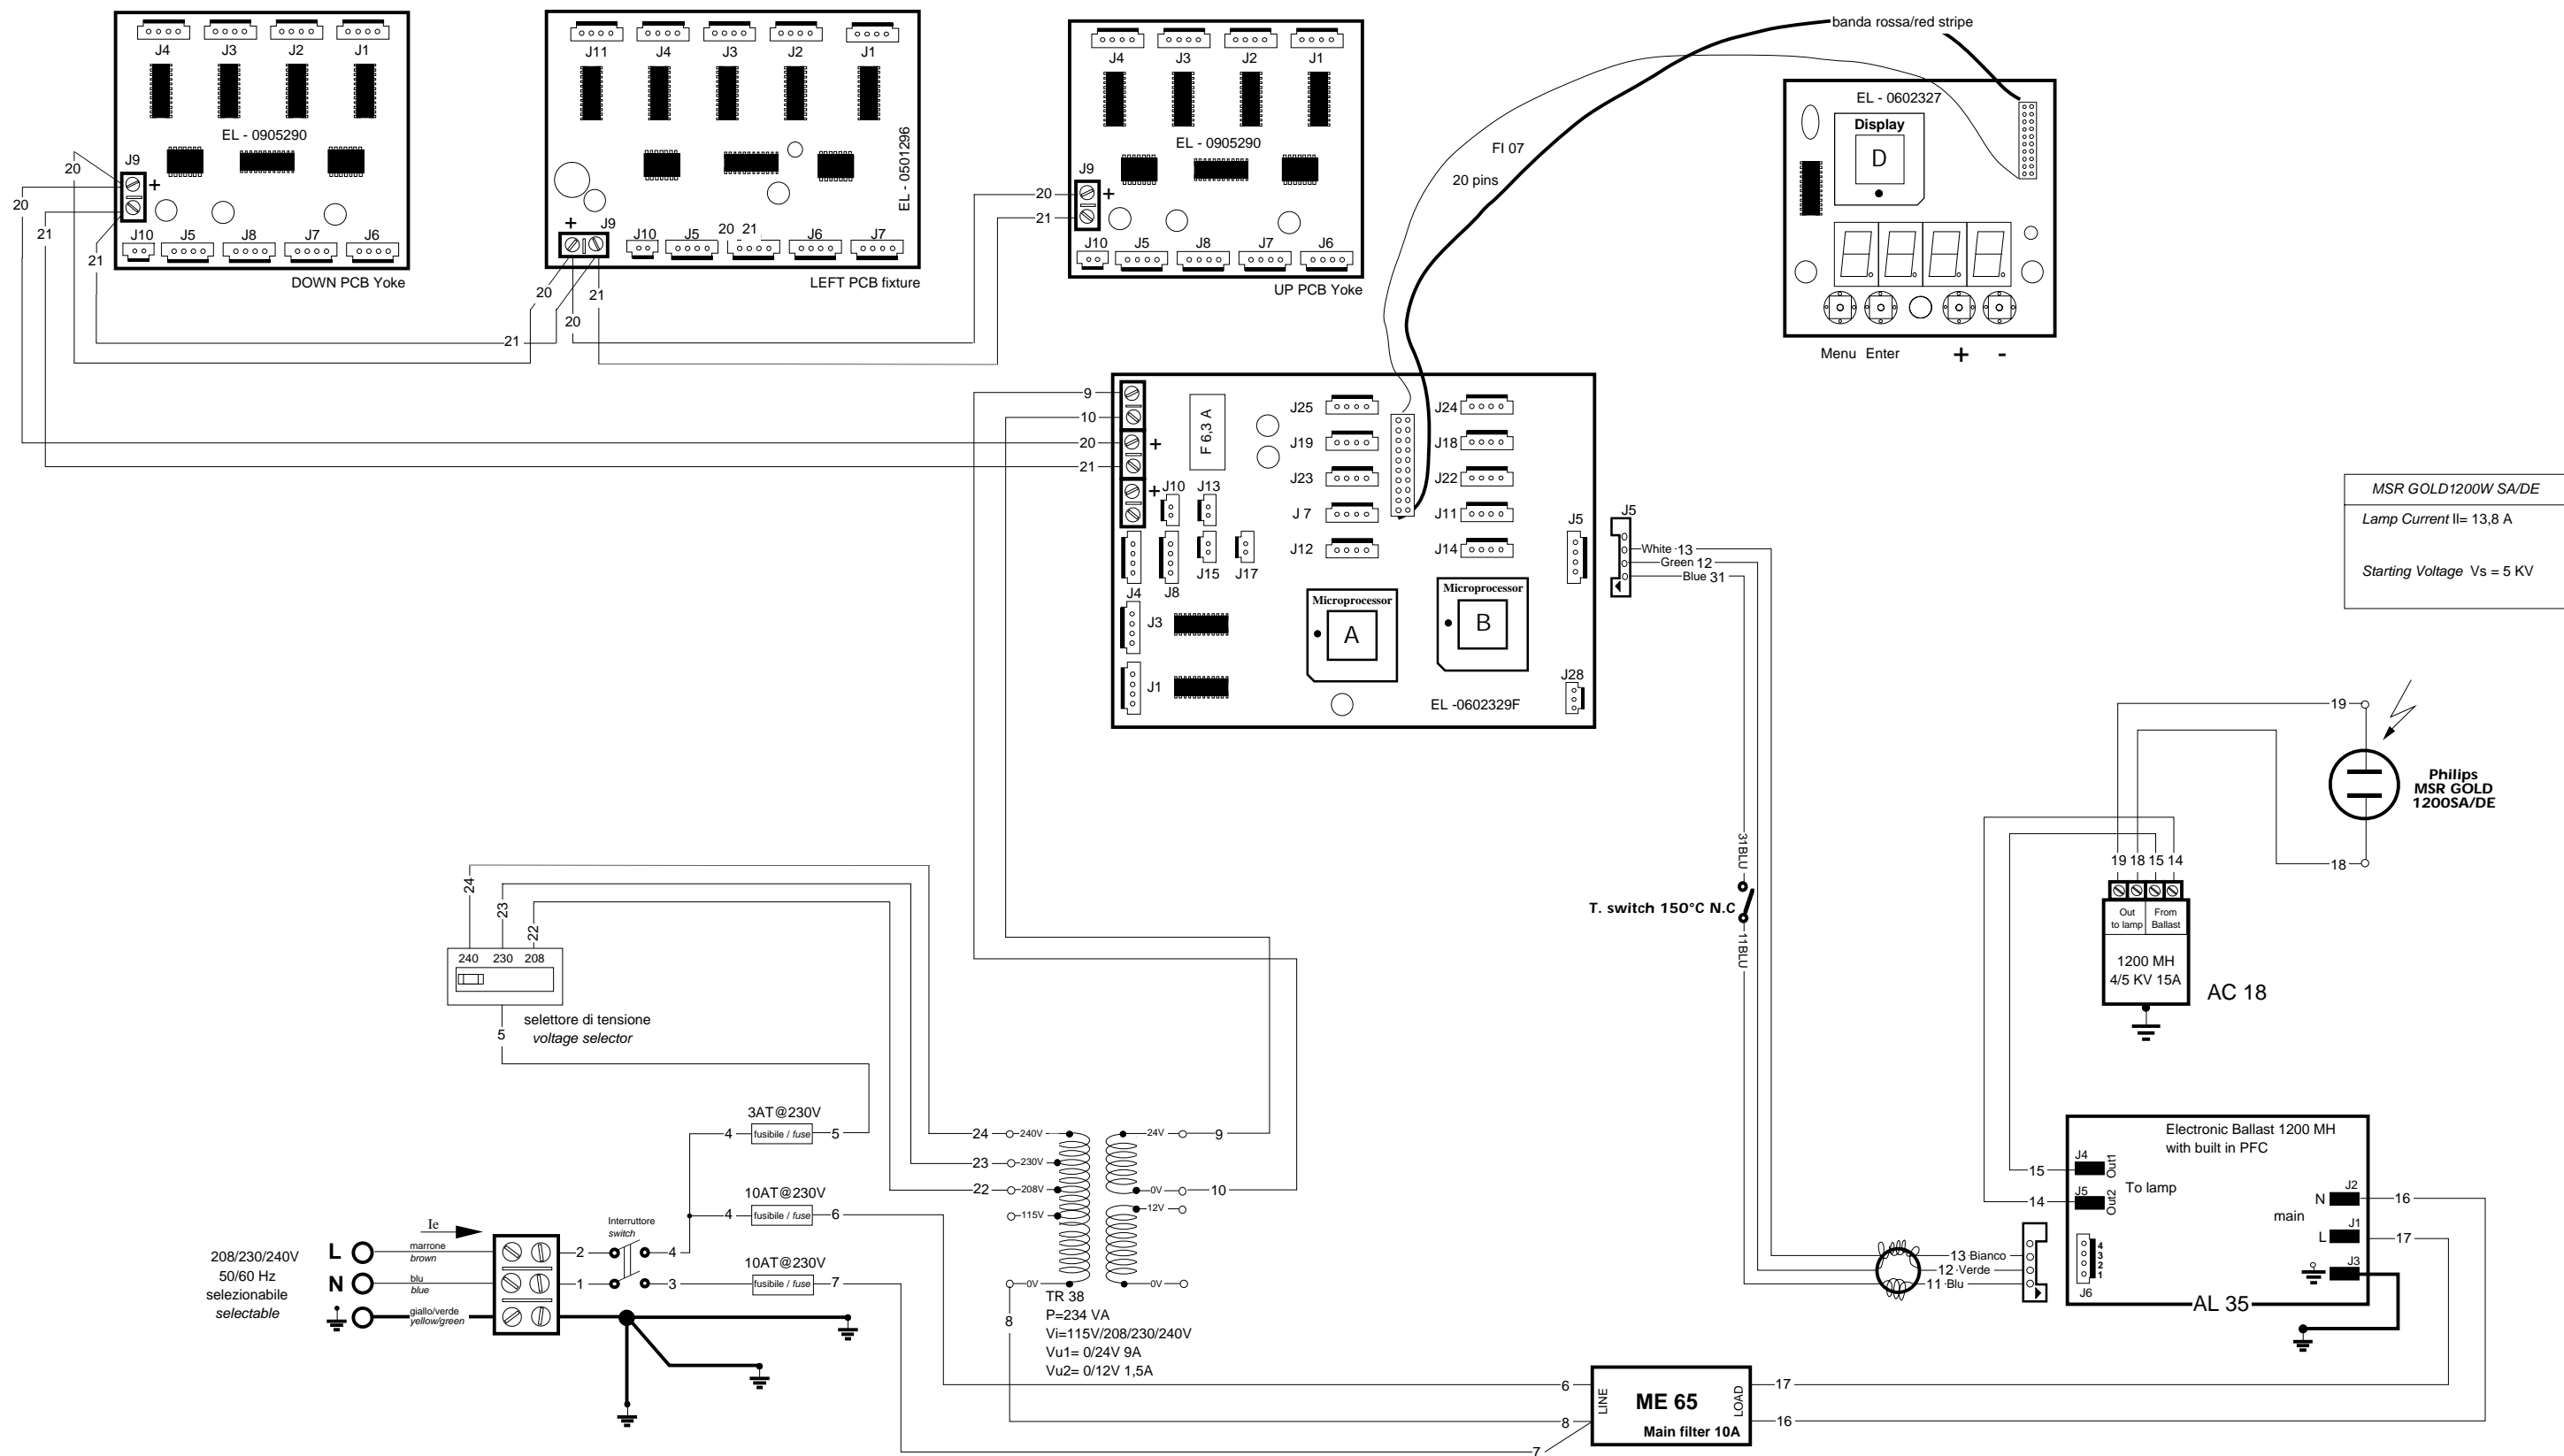 J4 J3 J2 J1
EL - 0905290
J9
+
J10 J5 J8 J7 J6
DOWN PCB Yoke
20
20
21
21
J11 J4 J3 J2 J1
EL - 0501296
+ J9
J10 J5 20 21 J6 J7
LEFT PCB fixture
20
21
20
21
J4 J3 J2 J1
EL - 0905290
J9
+
20
21
J10 J5 J8 J7 J6
UP PCB Yoke
banda rossa/red stripe
FI 07
20 pins
EL - 0602327
Display
D
Menu Enter + -
9
10
20 +
21
+
F 6,3 A
J25 J24
J19 J18
J23 J22
J 7 J11
J12 J14
J10 J13
J15 J17
J4 J8
J3
J1
Microprocessor
A
Microprocessor
B
J5
J28
EL -0602329F
J5
White 13
Green 12
Blue 31
MSR GOLD1200W SA/DE
Lamp Current Il= 13,8 A
Starting Voltage Vs = 5 KV
19
18
Philips
MSR GOLD
1200SA/DE
19 18 15 14
Out
to lamp
From
Ballast
1200 MH
4/5 KV 15A
AC 18
31BLU
T. switch 150°C N.C
11BLU
24
23
22
240 230 208
selettore di tensione
voltage selector
5
3AT@230V
4 fusibile / fuse 5
10AT@230V
4 fusibile / fuse 6
10AT@230V
3 fusibile / fuse 7
208/230/240V
50/60 Hz
selezionabile
selectable
Ie
L marrone
brown
N blu
blue
giallo/verde
yellow/green
Interruttore
switch
2 4
1
24 240V
23 230V
22 208V
115V
0V
24V 9
0V 10
12V
0V
8
TR 38
P=234 VA
Vi=115V/208/230/240V
Vu1= 0/24V 9A
Vu2= 0/12V 1,5A
6
8
7
LINE
ME 65
LOAD
Main filter 10A
17
16
13 Bianco
12 Verde
11 Blu
Electronic Ballast 1200 MH
with built in PFC
15 J4 Out1
14 J5 Out2
To lamp
main
N J2 16
L J1 17
J3
4
3
2
1
J6
AL 35